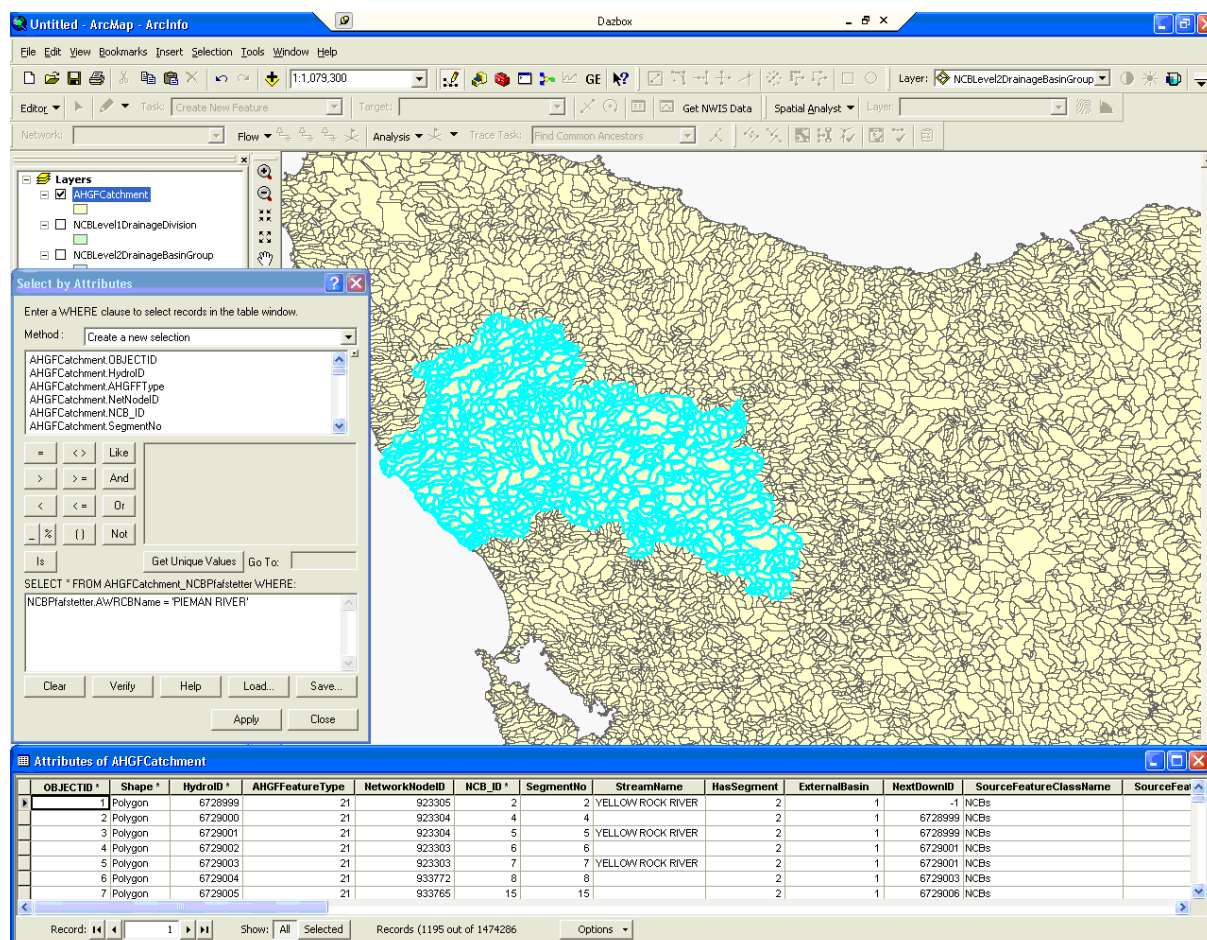 Untitled - ArcMap - ArcInfo
Dazbox
File Edit View Bookmarks Insert Selection Tools Window Help
1:1,079,300
GE
Layer: NCBLevel2DrainageBasinGroup
Editor Task: Create New Feature Target: Get NWIS Data Spatial Analyst Layer:
Network: Flow Analysis Trace Task: Find Common Ancestors
Layers
AHGFCatchment
NCBLevel1DrainageDivision
NCBLevel2DrainageBasinGroup
Select by Attributes
Enter a WHERE clause to select records in the table window.
Method : Create a new selection
AHGFCatchment.OBJECTID
AHGFCatchment.HydroID
AHGFCatchment.AHGFFType
AHGFCatchment.NetNodeID
AHGFCatchment.NCB_ID
AHGFCatchment.SegmentNo
= < > Like
> > = And
< < = Or
_ % ( ) Not
Is Get Unique Values Go To:
SELECT * FROM AHGFCatchment_NCBPfafstetter WHERE:
NCBPfafstetter.AWRCBName = 'PIEMAN RIVER'
Clear Verify Help Load... Save...
Apply Close
Attributes of AHGFCatchment
OBJECTID * Shape * HydroID * AHGFFeatureType NetworkNodeID NCB_ID * SegmentNo StreamName HasSegment ExternalBasin NextDownID SourceFeatureClassName SourceFeat
1 Polygon 6728999 21 923305 2 2 YELLOW ROCK RIVER 2 1 -1 NCBs
2 Polygon 6729000 21 923304 4 4 2 1 6728999 NCBs
3 Polygon 6729001 21 923304 5 5 YELLOW ROCK RIVER 2 1 6728999 NCBs
4 Polygon 6729002 21 923303 6 6 2 1 6729001 NCBs
5 Polygon 6729003 21 923303 7 7 YELLOW ROCK RIVER 2 1 6729001 NCBs
6 Polygon 6729004 21 933772 8 8 2 1 6729003 NCBs
7 Polygon 6729005 21 933765 15 15 2 1 6729006 NCBs
Record: 1 Show: All Selected Records (1195 out of 1474286 Options